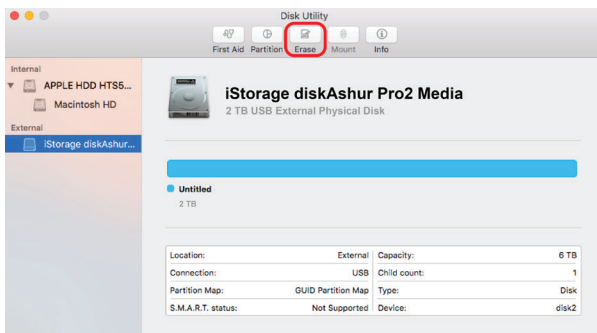 Disk Utility
First Aid Partition Erase Mount Info
Internal
APPLE HDD HTS5...
Macintosh HD
External
iStorage diskAshur...
iStorage diskAshur Pro2 Media
2 TB USB External Physical Disk
Untitled
2 TB
Location: External Capacity: 6 TB
Connection: USB Child count: 1
Partition Map: GUID Partition Map Type: Disk
S.M.A.R.T. status: Not Supported Device: disk2